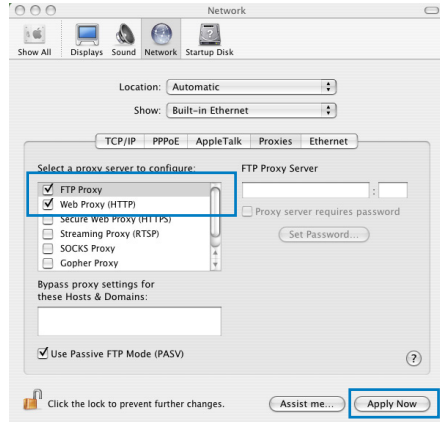 Network
Show All Displays Sound Network Startup Disk
Location: Automatic
Show: Built-in Ethernet
TCP/IP PPPoE AppleTalk Proxies Ethernet
Select a proxy server to configure: FTP Proxy Server
FTP Proxy :
Web Proxy (HTTP) Proxy server requires password
Secure Web Proxy (HTTPS)
Streaming Proxy (RTSP) Set Password...
SOCKS Proxy
Gopher Proxy
Bypass proxy settings for
these Hosts & Domains:
Use Passive FTP Mode (PASV) ?
Click the lock to prevent further changes. Assist me... Apply Now